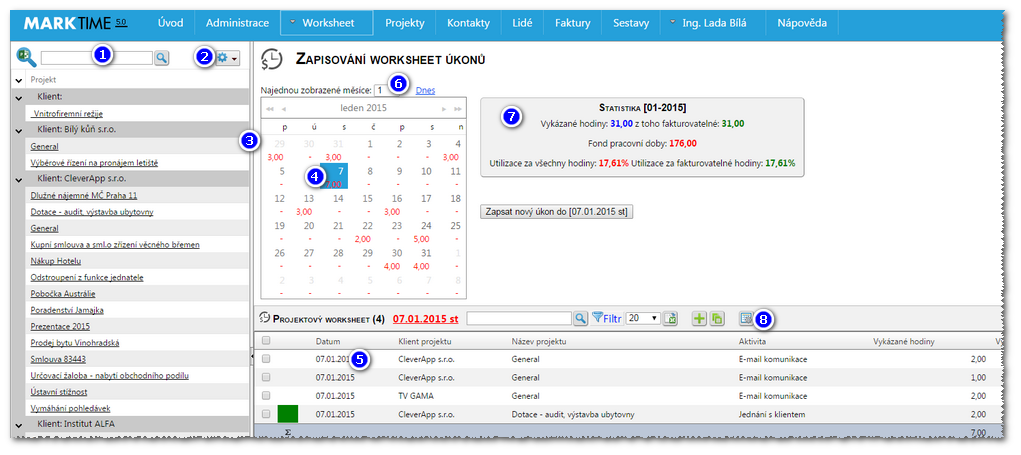 MARKTIME 5.0 Úvod Administrace Worksheet Projekty Kontakty Lidé Faktury Sestavy Ing. Lada Bílá Nápověda
1
2
Projekt
Klient:
_Vnitrofiremní režije
Klient: Bílý kůň s.r.o.
General
Výběrové řízení na pronájem letiště
Klient: CleverApp s.r.o.
Dlužné nájemné MČ Praha 11
Dotace - audit, výstavba ubytovny
General
Kupní smlouva a sml.o zřízení věcného břemen
Nákup Hotelu
Odstroupení z funkce jednatele
Pobočka Austrálie
Poradenství Jamajka
Prezentace 2015
Prodej bytu Vinohradská
Smlouva 83443
Určovací žaloba - nabytí obchodního podílu
Ústavní stížnost
Vymáhání pohledávek
Klient: Institut ALFA
Zapisování worksheet úkonů
Najednou zobrazené měsíce: 1 6 Dnes
3
leden 2015
p ú s č p s n
29 30 31 1 2 3 4
3,00 - 3,00 - - - 3,00
5 4 7 8 9 10 11
- - 7,00 - - - -
12 13 14 15 16 17 18
- 3,00 - - 3,00 - -
19 20 21 22 23 24 25
- - - 2,00 - 5,00 -
26 27 28 29 30 31 1
- - - - 4,00 4,00 -
2 3 4 5 6 7 8
- - - - - - -
7
Statistika [01-2015]
Vykázané hodiny: 31,00 z toho fakturovatelné: 31,00
Fond pracovní doby: 176,00
Utilizace za všechny hodiny: 17,61% Utilizace za fakturovatelné hodiny: 17,61%
Zapsat nový úkon do [07.01.2015 st]
Projektový worksheet (4) 07.01.2015 st Filtr 20 8
Datum Klient projektu Název projektu Aktivita Vykázané hodiny
07.01.2015 5 CleverApp s.r.o. General E-mail komunikace 2,00
07.01.2015 CleverApp s.r.o. General E-mail komunikace 1,00
07.01.2015 TV GAMA General E-mail komunikace 2,00
07.01.2015 CleverApp s.r.o. Dotace - audit, výstavba ubytovny Jednání s klientem 2,00
Σ 7,00